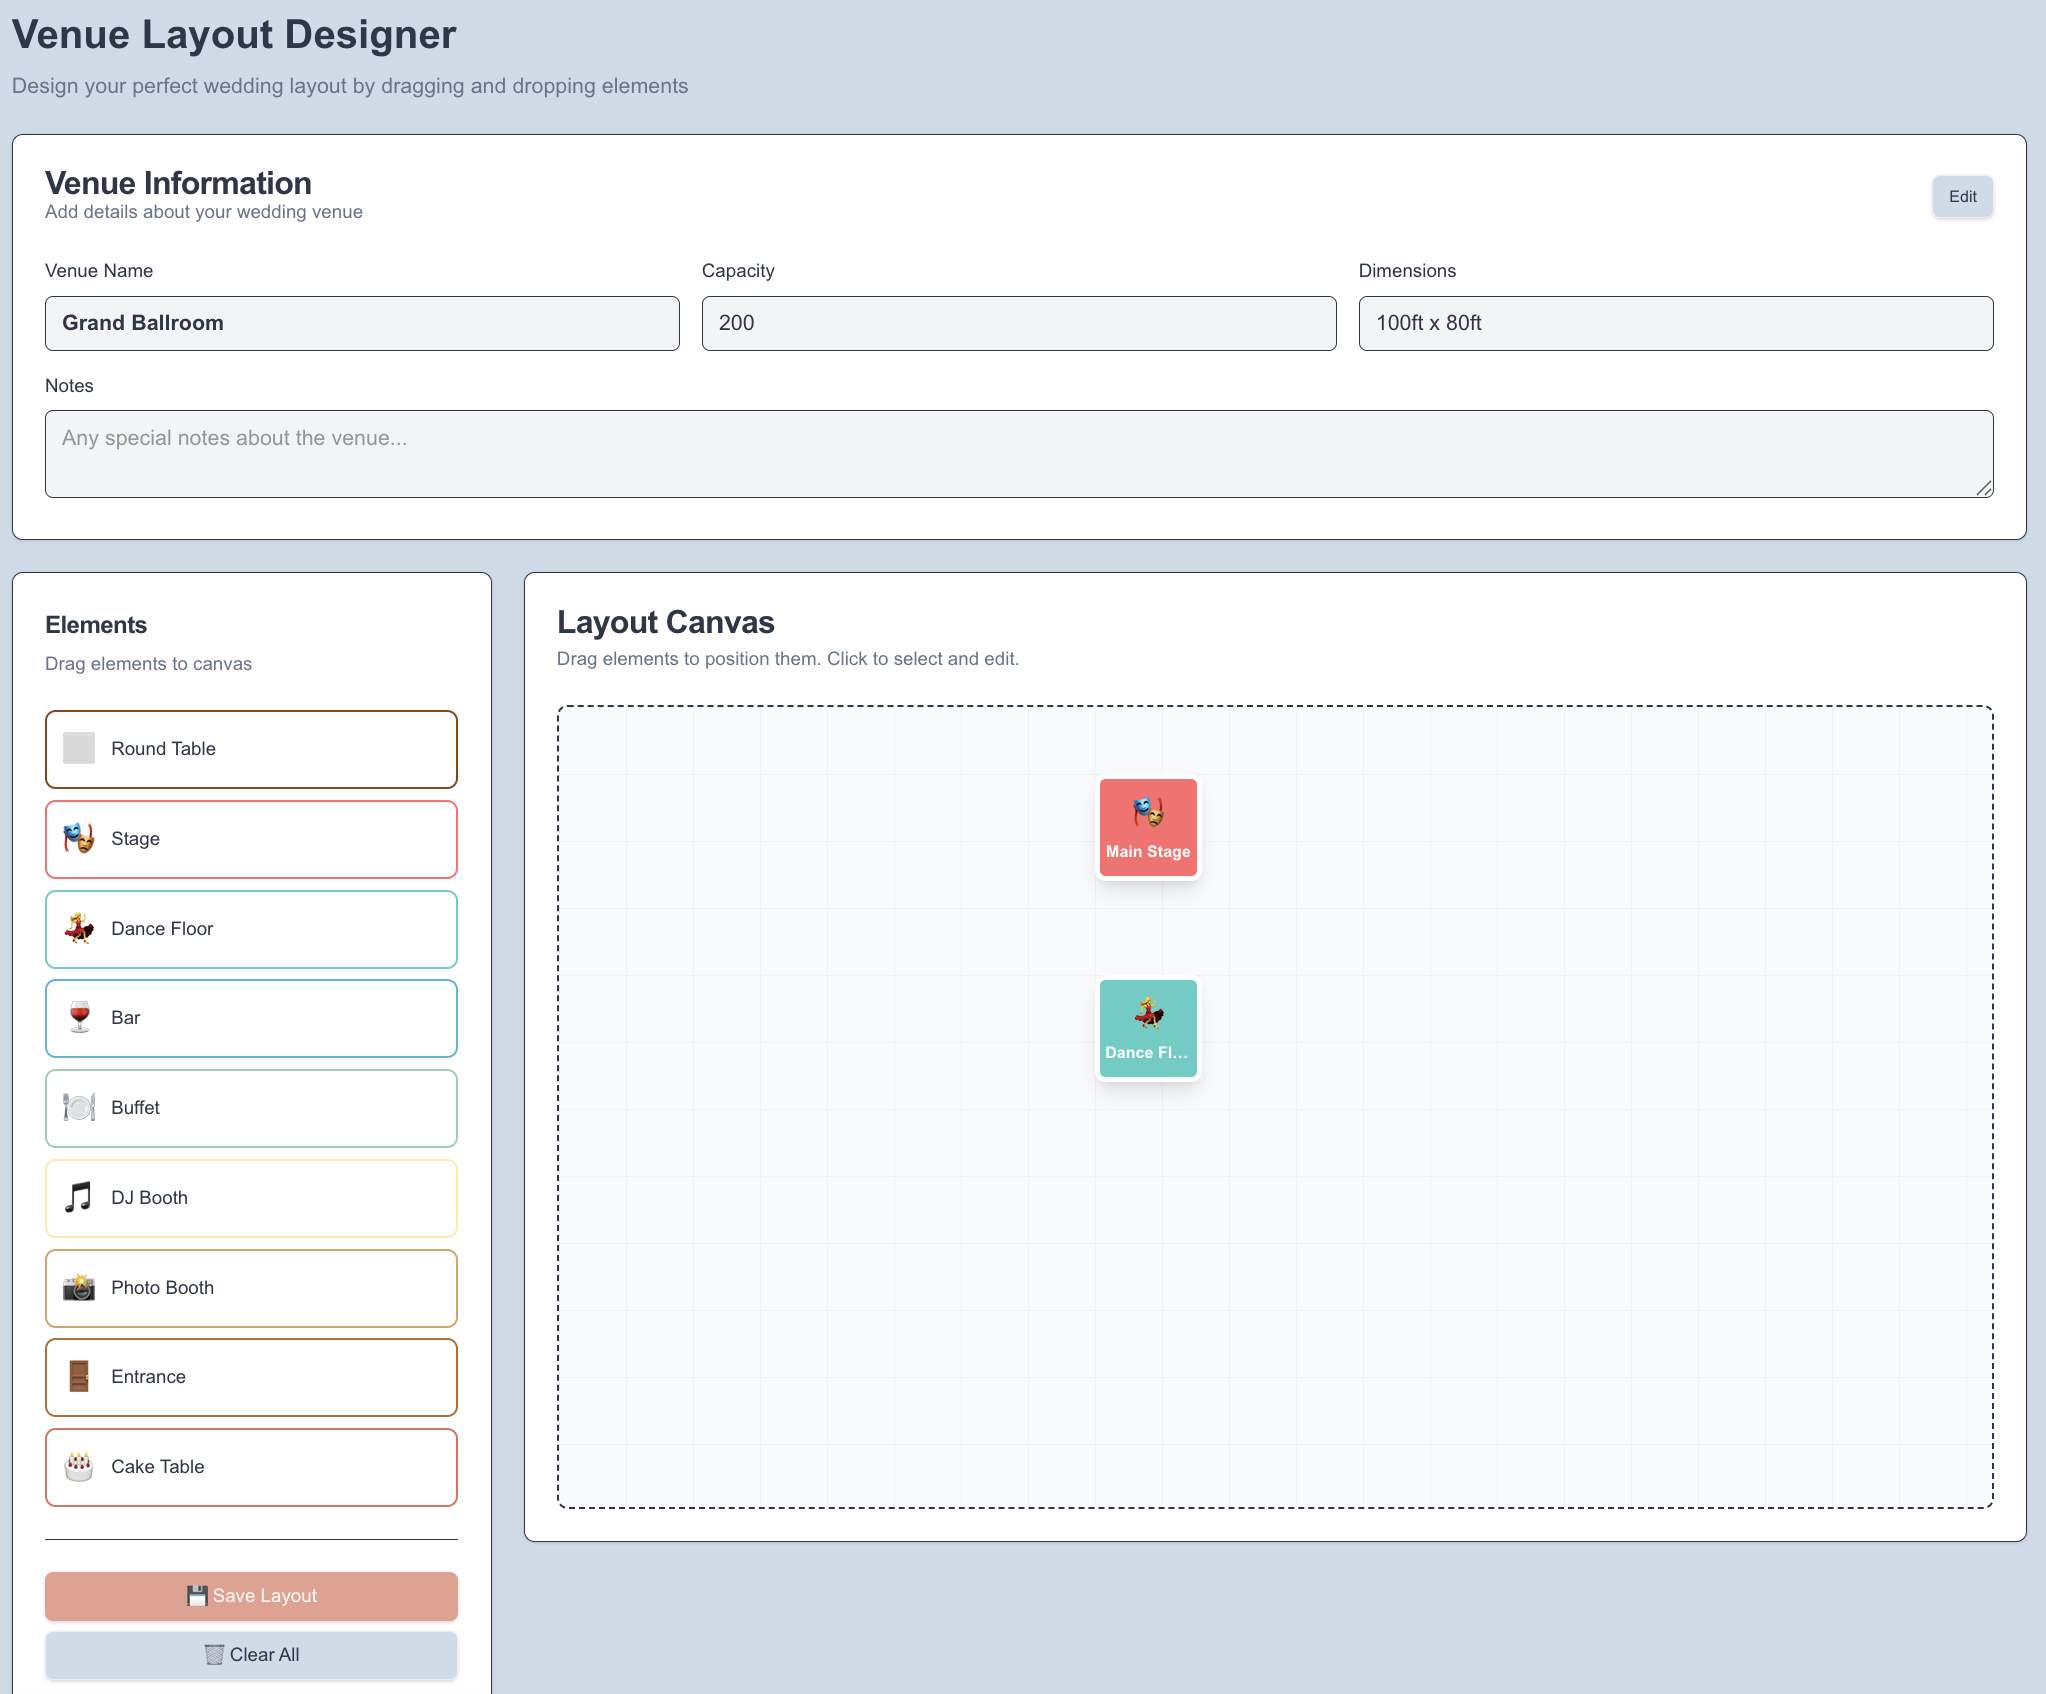 Venue Layout Designer
Design your perfect wedding layout by dragging and dropping elements
Venue Information
Add details about your wedding venue
Edit
Venue Name
Capacity
Dimensions
Grand Ballroom
200
100ft x 80ft
Notes
Any special notes about the venue...
Elements
Drag elements to canvas
Round Table
Stage
Dance Floor
Bar
Buffet
DJ Booth
Photo Booth
Entrance
Cake Table
Save Layout
Clear All
Layout Canvas
Drag elements to position them. Click to select and edit.
Main Stage
Dance Fl...